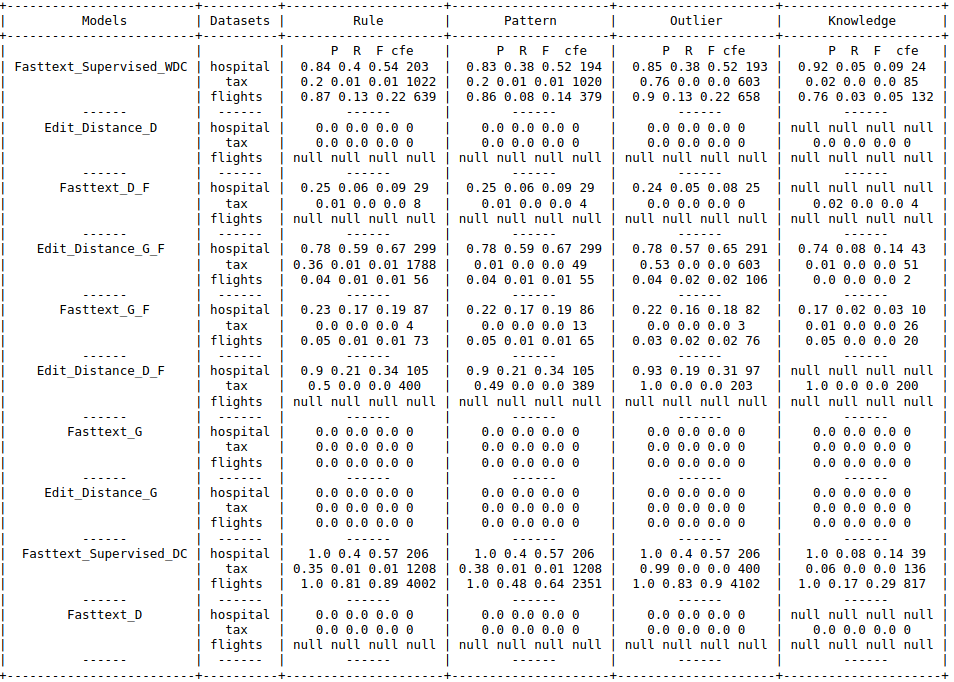 +-------------------------+----------+---------------------+---------------------+---------------------+---------------------+
| Models | Datasets | Rule | Pattern | Outlier | Knowledge |
+-------------------------+----------+---------------------+---------------------+---------------------+---------------------+
| | | P R F cfe | P R F cfe | P R F cfe | P R F cfe |
| Fasttext_Supervised_WDC | hospital | 0.84 0.4 0.54 203 | 0.83 0.38 0.52 194 | 0.85 0.38 0.52 193 | 0.92 0.05 0.09 24 |
| | tax | 0.2 0.01 0.01 1022 | 0.2 0.01 0.01 1020 | 0.76 0.0 0.0 603 | 0.02 0.0 0.0 85 |
| | flights | 0.87 0.13 0.22 639 | 0.86 0.08 0.14 379 | 0.9 0.13 0.22 658 | 0.76 0.03 0.05 132 |
| ------ | ------ | ------ | ------ | ------ | ------ |
| Edit_Distance_D | hospital | 0.0 0.0 0.0 0 | 0.0 0.0 0.0 0 | 0.0 0.0 0.0 0 | null null null null |
| | tax | 0.0 0.0 0.0 0 | 0.0 0.0 0.0 0 | 0.0 0.0 0.0 0 | 0.0 0.0 0.0 0 |
| | flights | null null null null | null null null null | null null null null | null null null null |
| ------ | ------ | ------ | ------ | ------ | ------ |
| Fasttext_D_F | hospital | 0.25 0.06 0.09 29 | 0.25 0.06 0.09 29 | 0.24 0.05 0.08 25 | null null null null |
| | tax | 0.01 0.0 0.0 8 | 0.01 0.0 0.0 4 | 0.0 0.0 0.0 0 | 0.02 0.0 0.0 4 |
| | flights | null null null null | null null null null | null null null null | null null null null |
| ------ | ------ | ------ | ------ | ------ | ------ |
| Edit_Distance_G_F | hospital | 0.78 0.59 0.67 299 | 0.78 0.59 0.67 299 | 0.78 0.57 0.65 291 | 0.74 0.08 0.14 43 |
| | tax | 0.36 0.01 0.01 1788 | 0.01 0.0 0.0 49 | 0.53 0.0 0.0 603 | 0.01 0.0 0.0 51 |
| | flights | 0.04 0.01 0.01 56 | 0.04 0.01 0.01 55 | 0.04 0.02 0.02 106 | 0.0 0.0 0.0 2 |
| ------ | ------ | ------ | ------ | ------ | ------ |
| Fasttext_G_F | hospital | 0.23 0.17 0.19 87 | 0.22 0.17 0.19 86 | 0.22 0.16 0.18 82 | 0.17 0.02 0.03 10 |
| | tax | 0.0 0.0 0.0 4 | 0.0 0.0 0.0 13 | 0.0 0.0 0.0 3 | 0.01 0.0 0.0 26 |
| | flights | 0.05 0.01 0.01 73 | 0.05 0.01 0.01 65 | 0.03 0.02 0.02 76 | 0.05 0.0 0.0 20 |
| ------ | ------ | ------ | ------ | ------ | ------ |
| Edit_Distance_D_F | hospital | 0.9 0.21 0.34 105 | 0.9 0.21 0.34 105 | 0.93 0.19 0.31 97 | null null null null |
| | tax | 0.5 0.0 0.0 400 | 0.49 0.0 0.0 389 | 1.0 0.0 0.0 203 | 1.0 0.0 0.0 200 |
| | flights | null null null null | null null null null | null null null null | null null null null |
| ------ | ------ | ------ | ------ | ------ | ------ |
| Fasttext_G | hospital | 0.0 0.0 0.0 0 | 0.0 0.0 0.0 0 | 0.0 0.0 0.0 0 | 0.0 0.0 0.0 0 |
| | tax | 0.0 0.0 0.0 0 | 0.0 0.0 0.0 0 | 0.0 0.0 0.0 0 | 0.0 0.0 0.0 0 |
| | flights | 0.0 0.0 0.0 0 | 0.0 0.0 0.0 0 | 0.0 0.0 0.0 0 | 0.0 0.0 0.0 0 |
| ------ | ------ | ------ | ------ | ------ | ------ |
| Edit_Distance_G | hospital | 0.0 0.0 0.0 0 | 0.0 0.0 0.0 0 | 0.0 0.0 0.0 0 | 0.0 0.0 0.0 0 |
| | tax | 0.0 0.0 0.0 0 | 0.0 0.0 0.0 0 | 0.0 0.0 0.0 0 | 0.0 0.0 0.0 0 |
| | flights | 0.0 0.0 0.0 0 | 0.0 0.0 0.0 0 | 0.0 0.0 0.0 0 | 0.0 0.0 0.0 0 |
| ------ | ------ | ------ | ------ | ------ | ------ |
| Fasttext_Supervised_DC | hospital | 1.0 0.4 0.57 206 | 1.0 0.4 0.57 206 | 1.0 0.4 0.57 206 | 1.0 0.08 0.14 39 |
| | tax | 0.35 0.01 0.01 1208 | 0.38 0.01 0.01 1208 | 0.99 0.0 0.0 400 | 0.06 0.0 0.0 136 |
| | flights | 1.0 0.81 0.89 4002 | 1.0 0.48 0.64 2351 | 1.0 0.83 0.9 4102 | 1.0 0.17 0.29 817 |
| ------ | ------ | ------ | ------ | ------ | ------ |
| Fasttext_D | hospital | 0.0 0.0 0.0 0 | 0.0 0.0 0.0 0 | 0.0 0.0 0.0 0 | null null null null |
| | tax | 0.0 0.0 0.0 0 | 0.0 0.0 0.0 0 | 0.0 0.0 0.0 0 | 0.0 0.0 0.0 0 |
| | flights | null null null null | null null null null | null null null null | null null null null |
| ------ | ------ | ------ | ------ | ------ | ------ |
+-------------------------+----------+---------------------+---------------------+---------------------+---------------------+